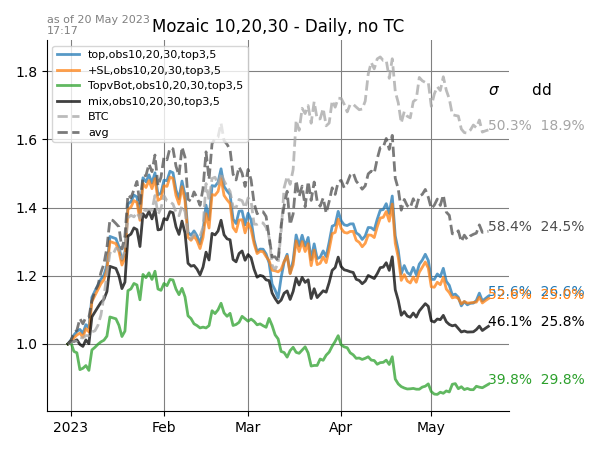 as of 20 May 2023
17:17
Mozaic 10,20,30 - Daily, no TC
top,obs10,20,30,top3,5
+SL,obs10,20,30,top3,5
TopvBot,obs10,20,30,top3,5
mix,obs10,20,30,top3,5
BTC
avg
σ dd
50.3% 18.9%
58.4% 24.5%
55.6% 26.6%
46.1% 25.8%
39.8% 29.8%
1.8
1.6
1.4
1.2
1.0
2023 Feb Mar Apr May